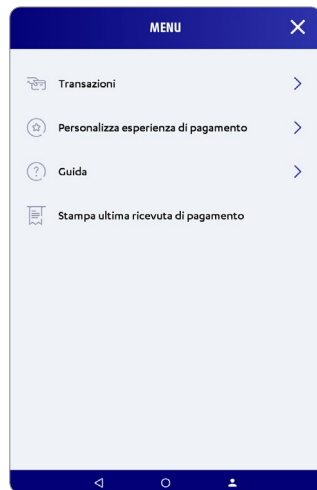 MENU
Transazioni
Personalizza esperienza di pagamento
Guida
Stampa ultima ricevuta di pagamento